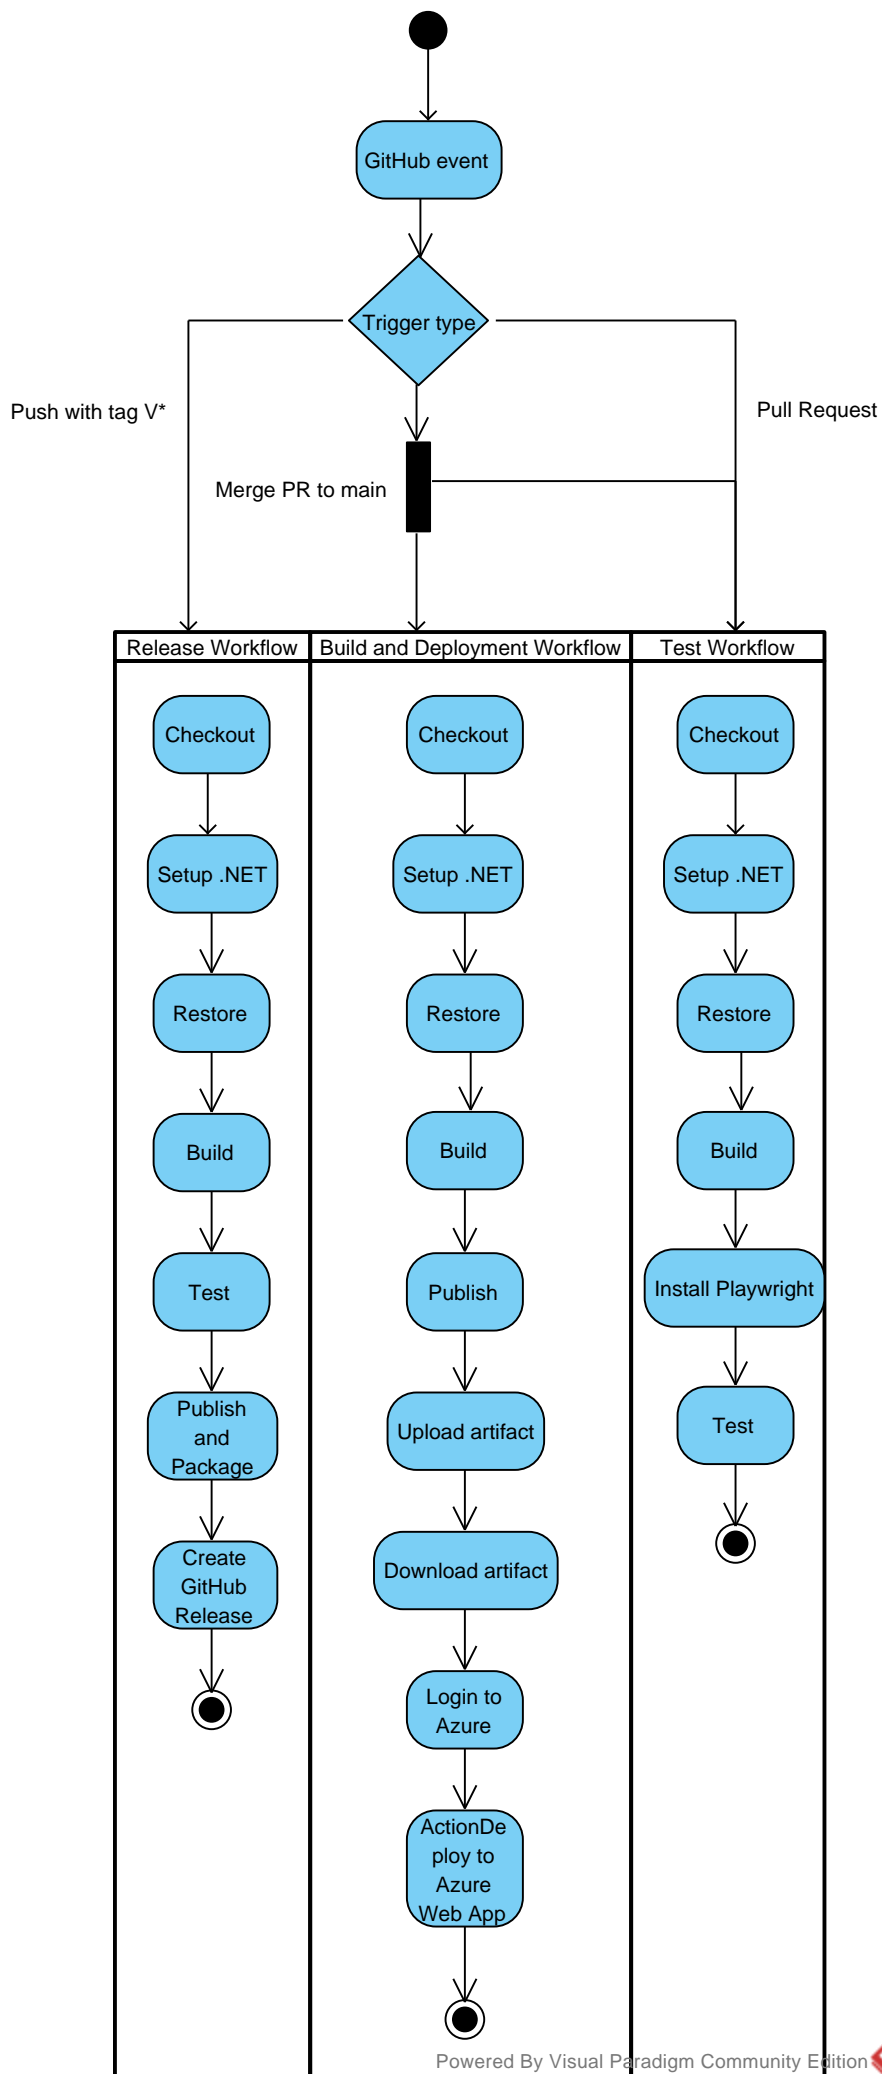 GitHub event
Trigger type
Push with tag V*
Pull Request
Merge PR to main
Release Workflow
Build and Deployment Workflow
Test Workflow
Checkout
Setup .NET
Restore
Build
Test
Publish
and
Package
Create
GitHub
Release
Checkout
Setup .NET
Restore
Build
Publish
Upload artifact
Download artifact
Login to
Azure
ActionDe
ploy to
Azure
Web App
Checkout
Setup .NET
Restore
Build
Install Playwright
Test
Powered By Visual Paradigm Community Edition